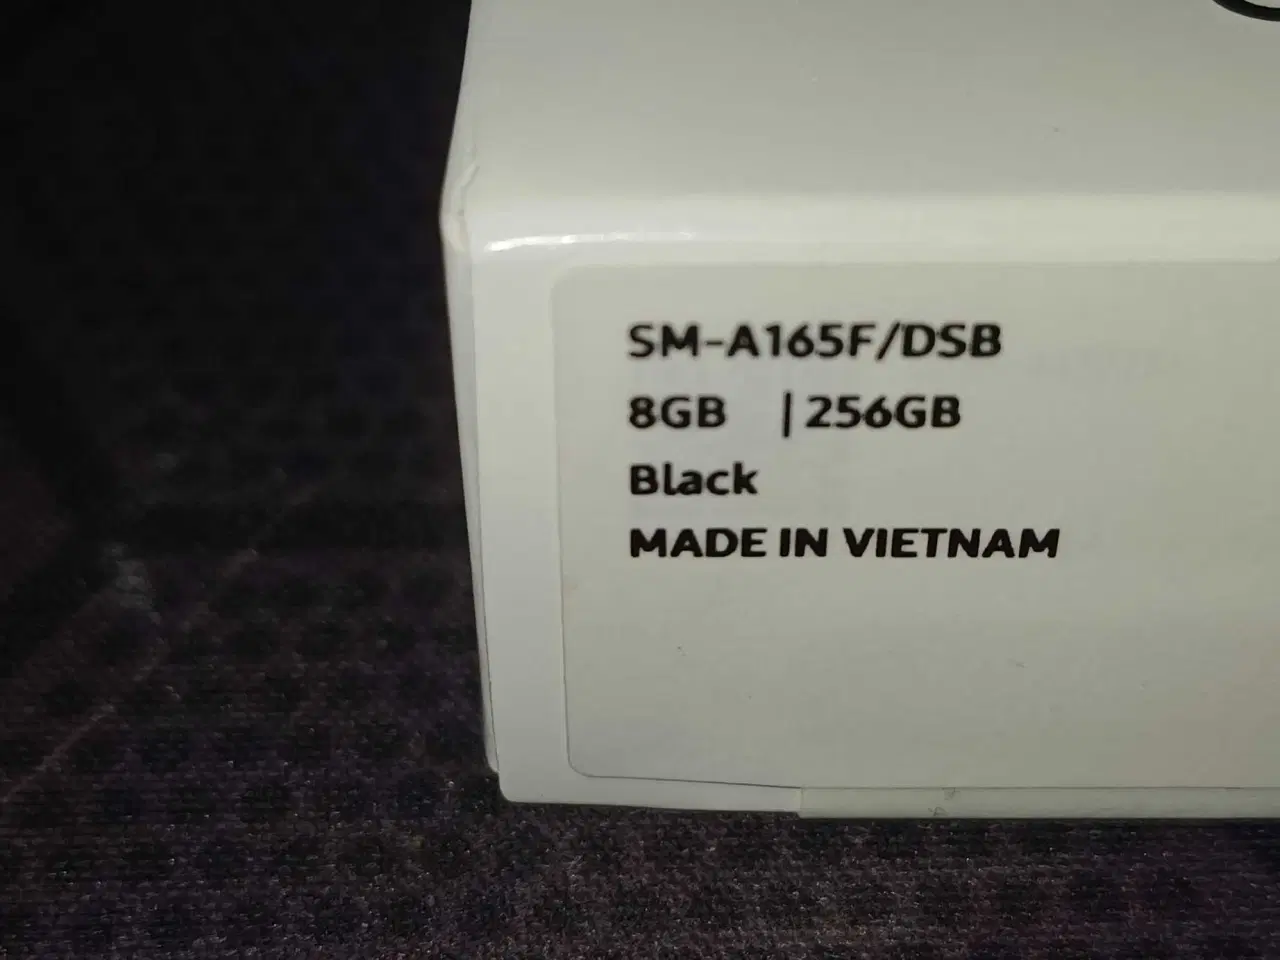 SM-A165F/DSB
8GB | 256GB
Black
MADE IN VIETNAM